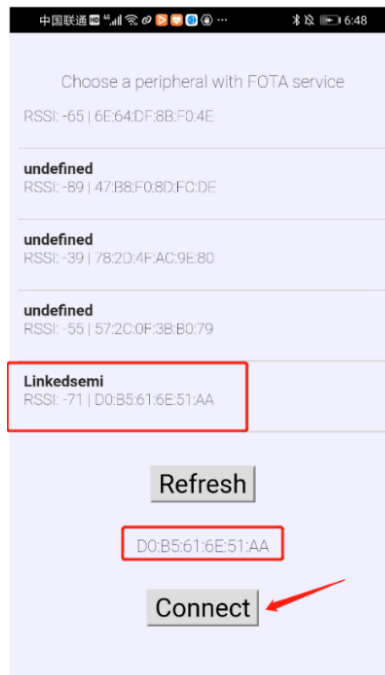 中国联通 HD 4G 6:48
Choose a peripheral with FOTA service
RSSI: -65 | 6E:64:DF:8B:F0:4E
undefined
RSSI: -89 | 47:B8:F0:8D:FC:DE
undefined
RSSI: -39 | 78:2D:4F:AC:9E:80
undefined
RSSI: -55 | 57:2C:0F:3B:B0:79
Linkedsemi
RSSI: -71 | D0:B5:61:6E:51:AA
Refresh
D0:B5:61:6E:51:AA
Connect